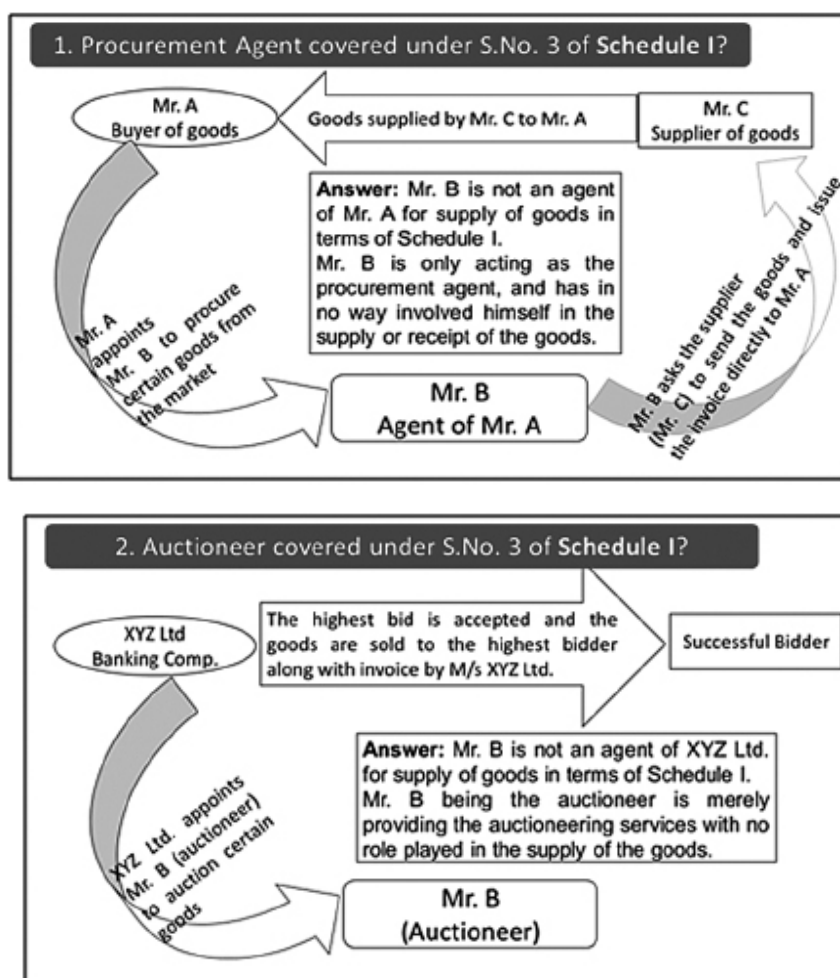 1. Procurement Agent covered under S.No. 3 of Schedule I?
Mr. A
Buyer of goods
Goods supplied by Mr. C to Mr. A
Mr. C
Supplier of goods
Answer: Mr. B is not an agent
of Mr. A for supply of goods in
terms of Schedule I.
Mr. B is only acting as the
procurement agent, and has in
no way involved himself in the
supply or receipt of the goods.
Mr. A
appoints
Mr. B to procure
certain goods from
the market
Mr. B
Agent of Mr. A
Mr. B asks the supplier
(Mr. C) to send the goods and issue
the invoice directly to Mr. A
2. Auctioneer covered under S.No. 3 of Schedule I?
XYZ Ltd
Banking Comp.
The highest bid is accepted and the
goods are sold to the highest bidder
along with invoice by M/s XYZ Ltd.
Successful Bidder
Answer: Mr. B is not an agent of XYZ Ltd.
for supply of goods in terms of Schedule I.
Mr. B being the auctioneer is merely
providing the auctioneering services with no
role played in the supply of the goods.
XYZ Ltd. appoints
Mr. B (auctioneer)
to auction certain
goods
Mr. B
(Auctioneer)